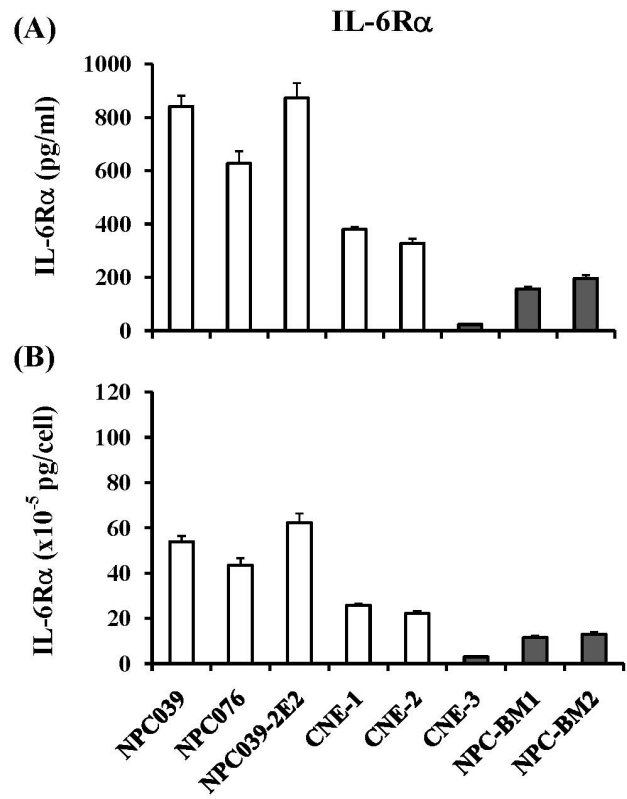 (A)
IL-6Rα
IL-6Rα (pg/ml)
1000
800
600
400
200
0
(B)
IL-6Rα (x10⁻⁵ pg/cell)
120
100
80
60
40
20
0
NPC039
NPC076
NPC039-2E2
CNE-1
CNE-2
CNE-3
NPC-BM1
NPC-BM2